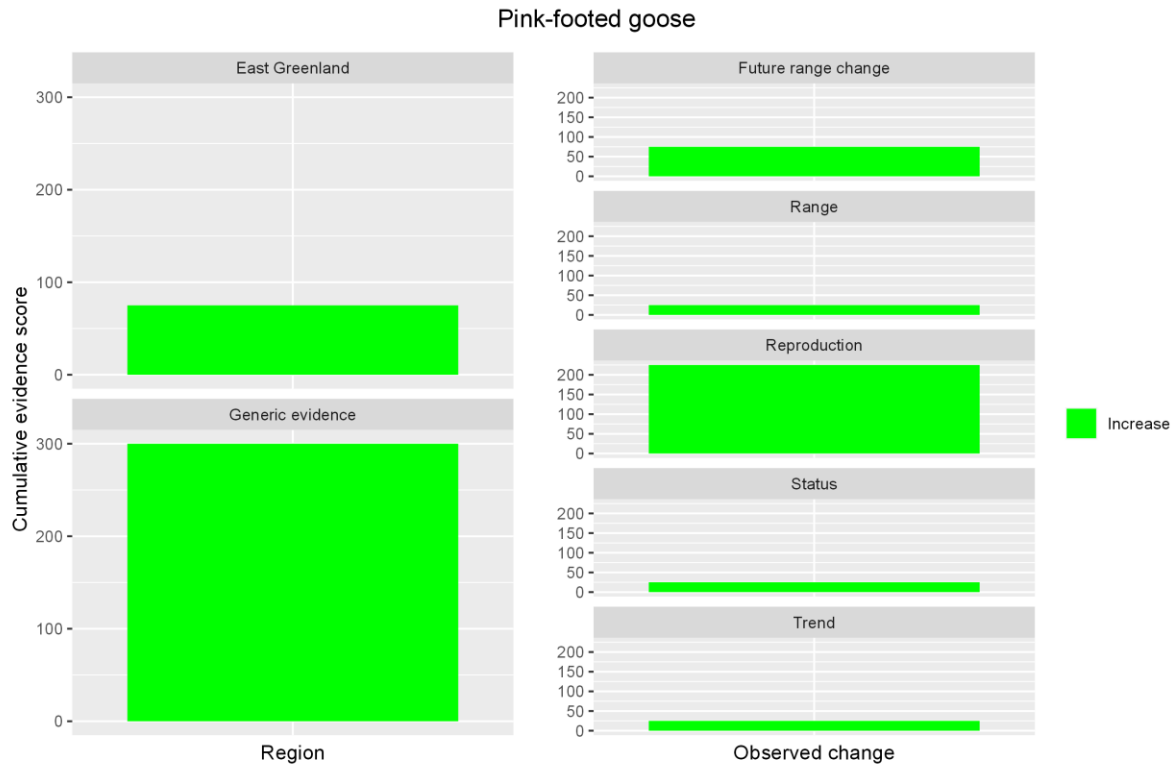 Pink-footed goose
Cumulative evidence score
East Greenland
300
200
100
0
Generic evidence
300
200
100
0
Region
Future range change
200
150
100
50
0
Range
200
150
100
50
0
Reproduction
200
150
100
50
0
Status
200
150
100
50
0
Trend
200
150
100
50
0
Observed change
Increase